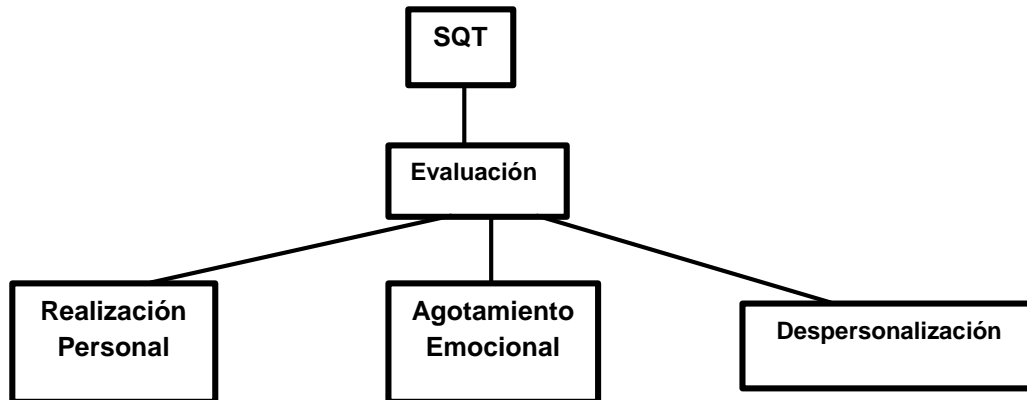 SQT
Evaluación
Realización
Personal
Agotamiento
Emocional
Despersonalización